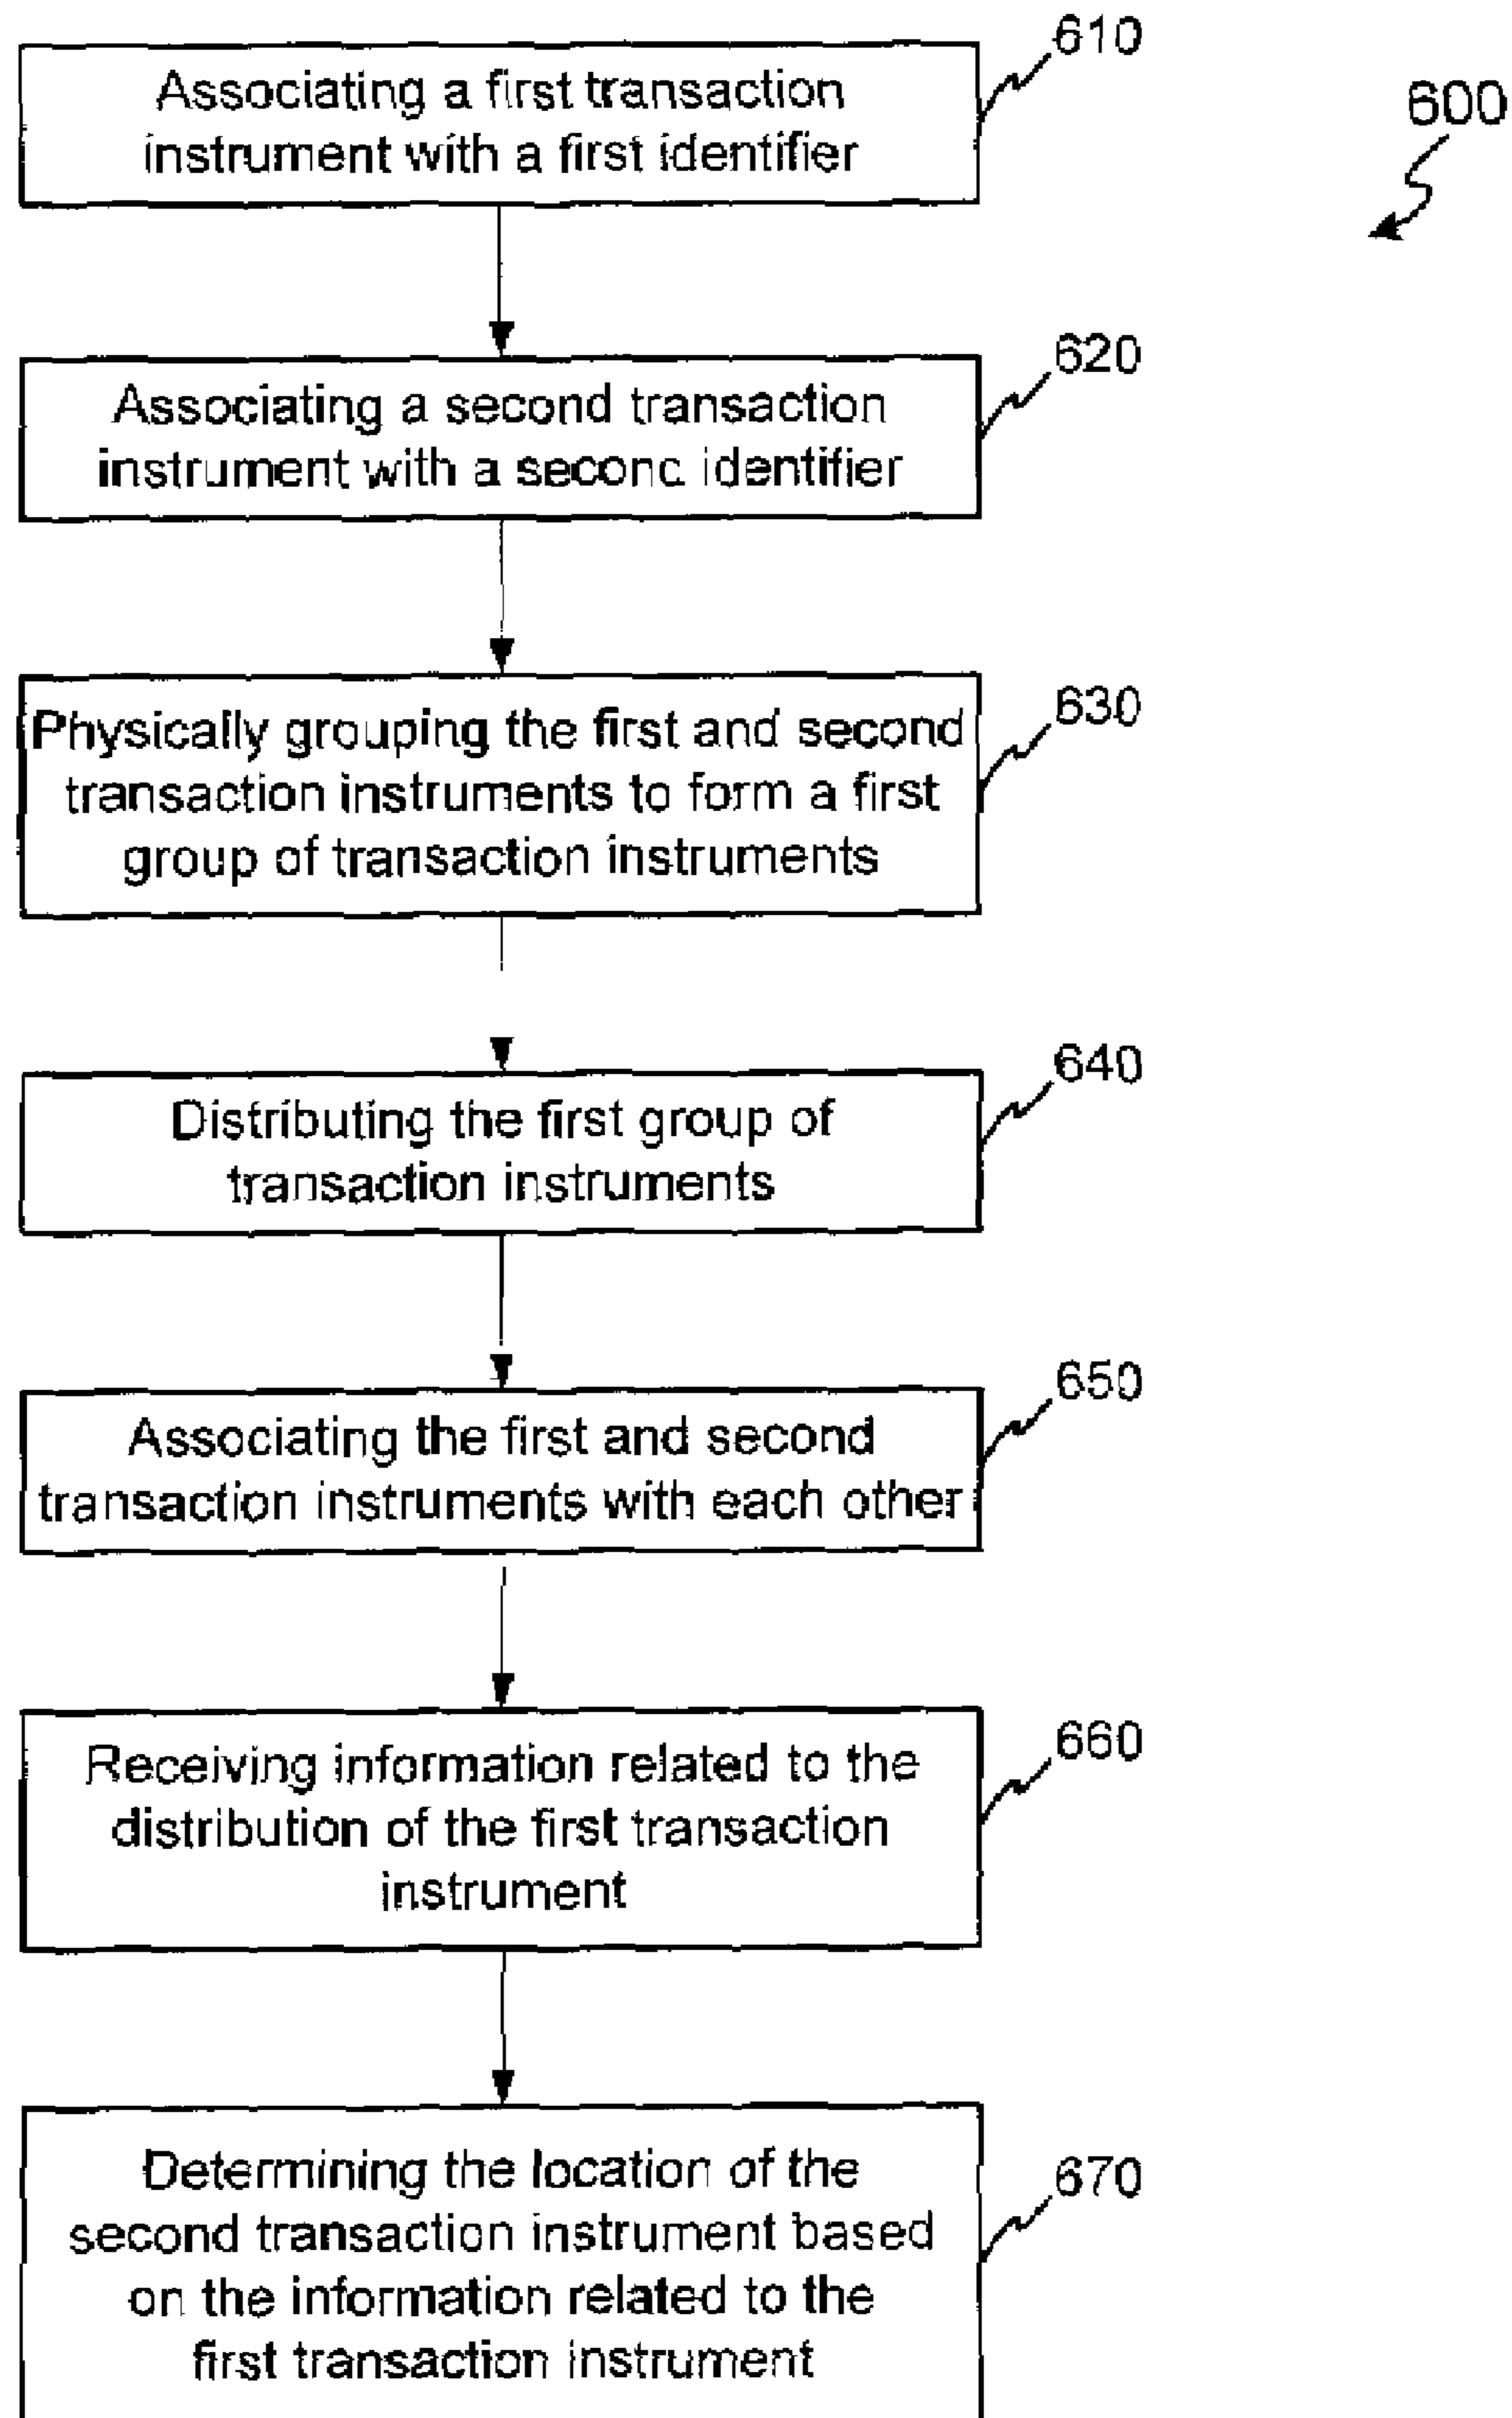 610
Associating a first transaction
instrument with a first identifier
600
620
Associating a second transaction
instrument with a second identifier
630
Physically grouping the first and second
transaction instruments to form a first
group of transaction instruments
640
Distributing the first group of
transaction instruments
650
Associating the first and second
transaction instruments with each other
660
Receiving information related to the
distribution of the first transaction
instrument
670
Determining the location of the
second transaction instrument based
on the information related to the
first transaction instrument